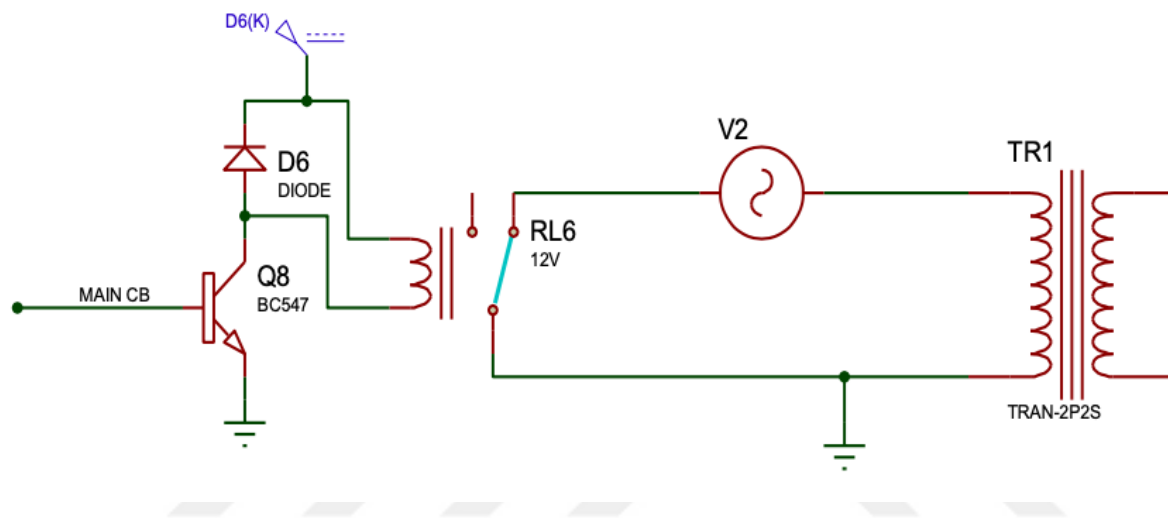 D6(K)
D6
DIODE
V2
TR1
RL6
12V
Q8
BC547
MAIN CB
TRAN-2P2S